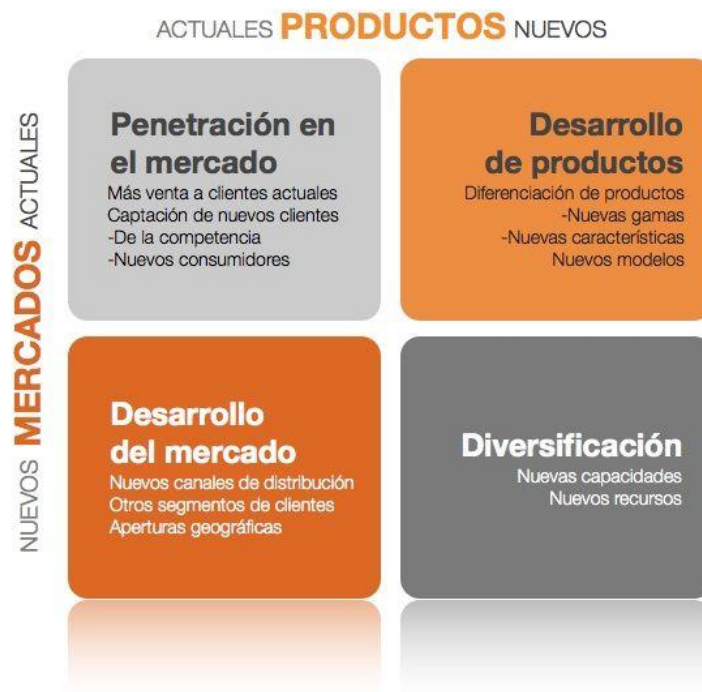 ACTUALES PRODUCTOS NUEVOS
NUEVOS MERCADOS ACTUALES
Penetración en
el mercado
Más venta a clientes actuales
Captación de nuevos clientes
-De la competencia
-Nuevos consumidores
Desarrollo
de productos
Diferenciación de productos
-Nuevas gamas
-Nuevas características
Nuevos modelos
Desarrollo
del mercado
Nuevos canales de distribución
Otros segmentos de clientes
Aperturas geográficas
Diversificación
Nuevas capacidades
Nuevos recursos